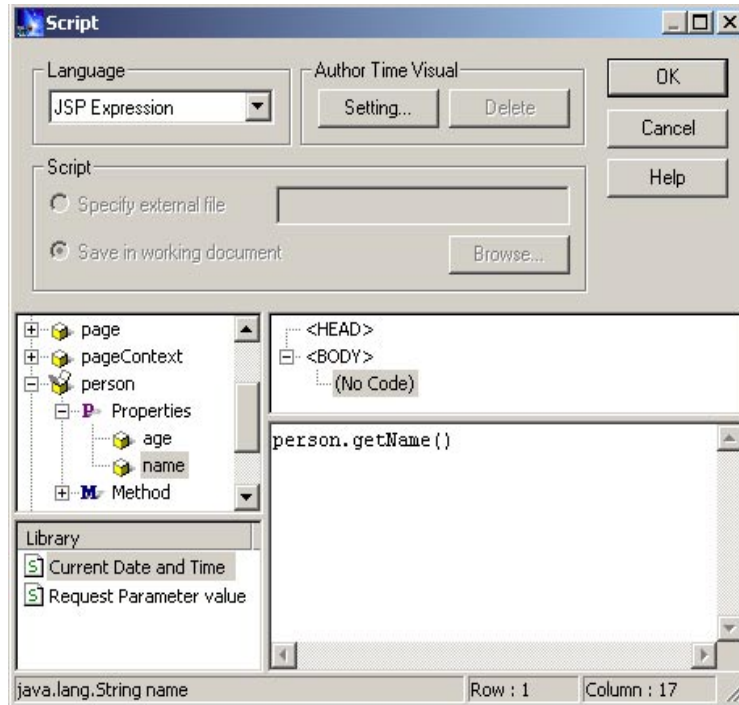 Script
Language
JSP Expression
Author Time Visual
Setting...
Delete
OK
Cancel
Help
Script
Specify external file
Save in working document
Browse...
page
pageContext
person
P Properties
age
name
M Method
<HEAD>
<BODY>
(No Code)
person.getName()
Library
S Current Date and Time
S Request Parameter value
java.lang.String name
Row : 1
Column : 17